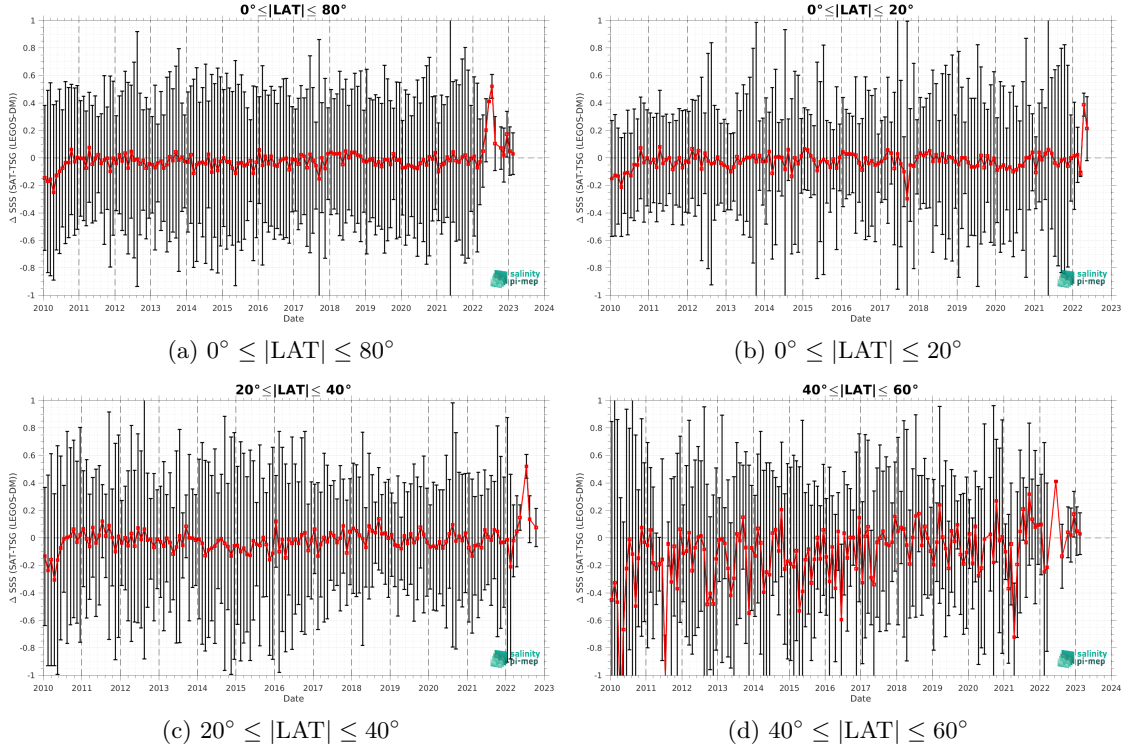 0°≤|LAT|≤ 80°
Δ SSS (SAT-TSG (LEGOS-DM))
1
0.8
0.6
0.4
0.2
0
-0.2
-0.4
-0.6
-0.8
-1
2010 2011 2012 2013 2014 2015 2016 2017 2018 2019 2020 2021 2022 2023 2024
Date
salinity
pi-mep
(a) 0° ≤ |LAT| ≤ 80°
0°≤|LAT|≤ 20°
Δ SSS (SAT-TSG (LEGOS-DM))
1
0.8
0.6
0.4
0.2
0
-0.2
-0.4
-0.6
-0.8
-1
2010 2011 2012 2013 2014 2015 2016 2017 2018 2019 2020 2021 2022 2023
Date
salinity
pi-mep
(b) 0° ≤ |LAT| ≤ 20°
20°≤|LAT|≤ 40°
Δ SSS (SAT-TSG (LEGOS-DM))
1
0.8
0.6
0.4
0.2
0
-0.2
-0.4
-0.6
-0.8
-1
2010 2011 2012 2013 2014 2015 2016 2017 2018 2019 2020 2021 2022 2023
Date
salinity
pi-mep
(c) 20° ≤ |LAT| ≤ 40°
40°≤|LAT|≤ 60°
Δ SSS (SAT-TSG (LEGOS-DM))
1
0.8
0.6
0.4
0.2
0
-0.2
-0.4
-0.6
-0.8
-1
2010 2011 2012 2013 2014 2015 2016 2017 2018 2019 2020 2021 2022 2023 2024
Date
salinity
pi-mep
(d) 40° ≤ |LAT| ≤ 60°